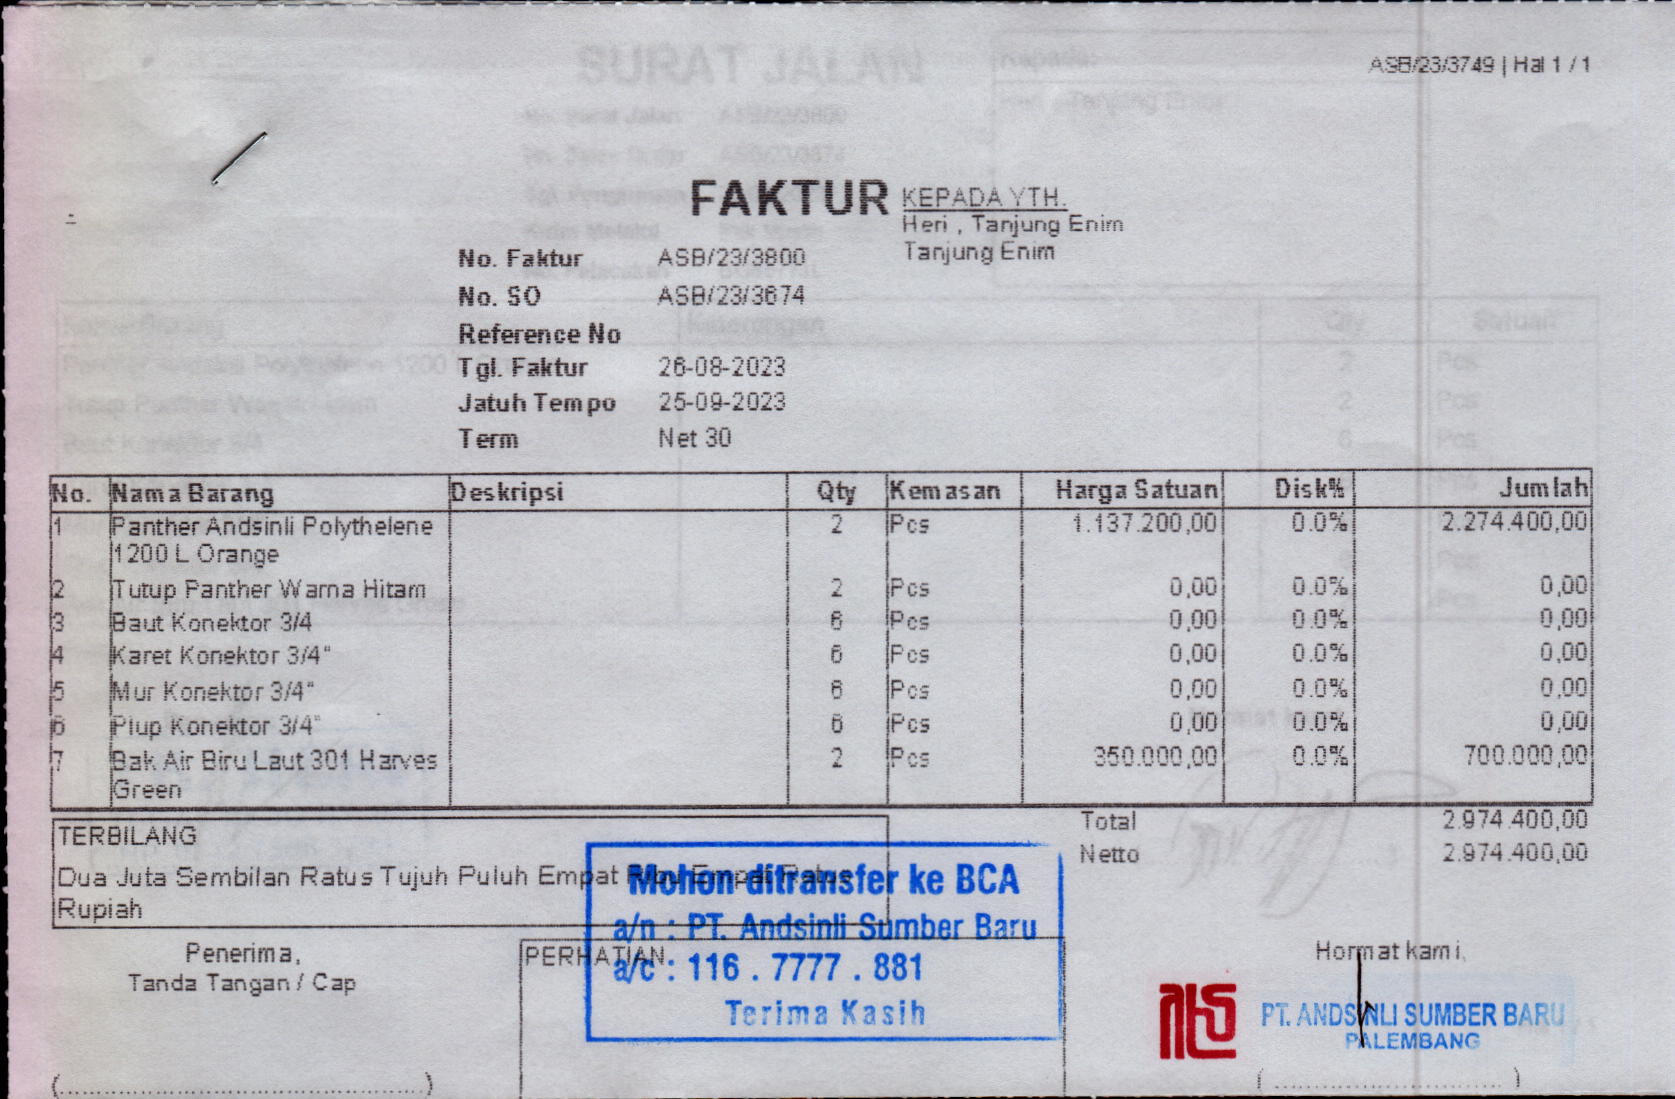 ASB/23/3749 | Hal 1 / 1
SURAT JALAN
FAKTUR
KEPADA YTH.
Heri , Tanjung Enim
Tanjung Enim
No. Faktur ASB/23/3800
No. SO ASB/23/3674
Reference No
Tgl. Faktur 26-08-2023
Jatuh Tempo 25-09-2023
Term Net 30
No. Nama Barang Deskripsi Qty Kemasan Harga Satuan Disk% Jumlah
1 Panther Andsinli Polythelene 2 Pcs 1.137.200,00 0.0% 2.274.400,00
1200 L Orange
2 Tutup Panther Warna Hitam 2 Pcs 0,00 0.0% 0,00
3 Baut Konektor 3/4 6 Pcs 0,00 0.0% 0,00
4 Karet Konektor 3/4" 6 Pcs 0,00 0.0% 0,00
5 Mur Konektor 3/4" 6 Pcs 0,00 0.0% 0,00
6 Plup Konektor 3/4" 6 Pcs 0,00 0.0% 0,00
7 Bak Air Biru Laut 301 Harves 2 Pcs 350.000,00 0.0% 700.000,00
Green
Total 2.974.400,00
Netto 2.974.400,00
TERBILANG
Dua Juta Sembilan Ratus Tujuh Puluh Empat Ribu Empat Ratus
Rupiah
Mohon ditransfer ke BCA
a/n : PT. Andsinli Sumber Baru
a/c : 116 . 7777 . 881
Terima Kasih
Penerima,
Tanda Tangan / Cap
PERHATIAN
Hormat kami,
PT. ANDSINLI SUMBER BARU
PALEMBANG